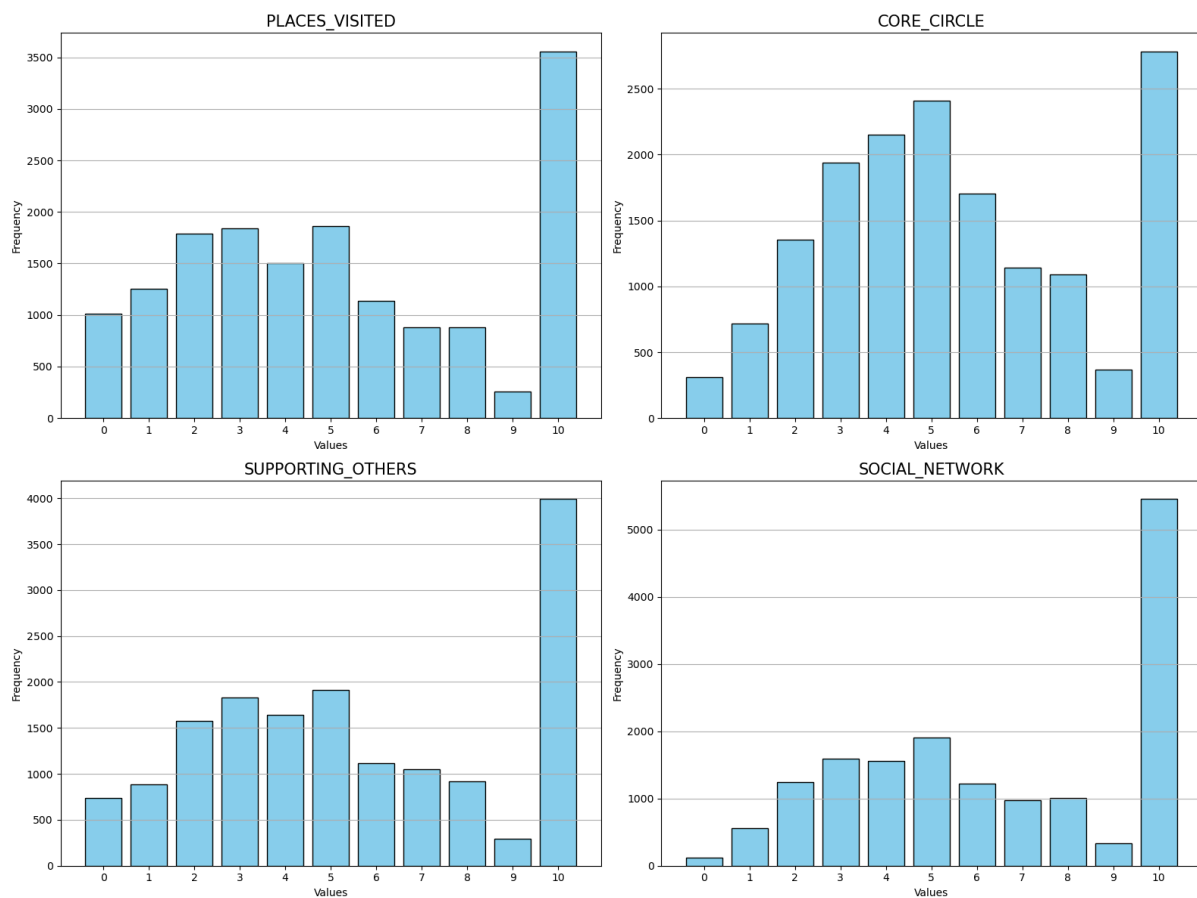 PLACES_VISITED
Frequency
3500
3000
2500
2000
1500
1000
500
0
0 1 2 3 4 5 6 7 8 9 10
Values
CORE_CIRCLE
Frequency
2500
2000
1500
1000
500
0
0 1 2 3 4 5 6 7 8 9 10
Values
SUPPORTING_OTHERS
Frequency
4000
3500
3000
2500
2000
1500
1000
500
0
0 1 2 3 4 5 6 7 8 9 10
Values
SOCIAL_NETWORK
Frequency
5000
4000
3000
2000
1000
0
0 1 2 3 4 5 6 7 8 9 10
Values